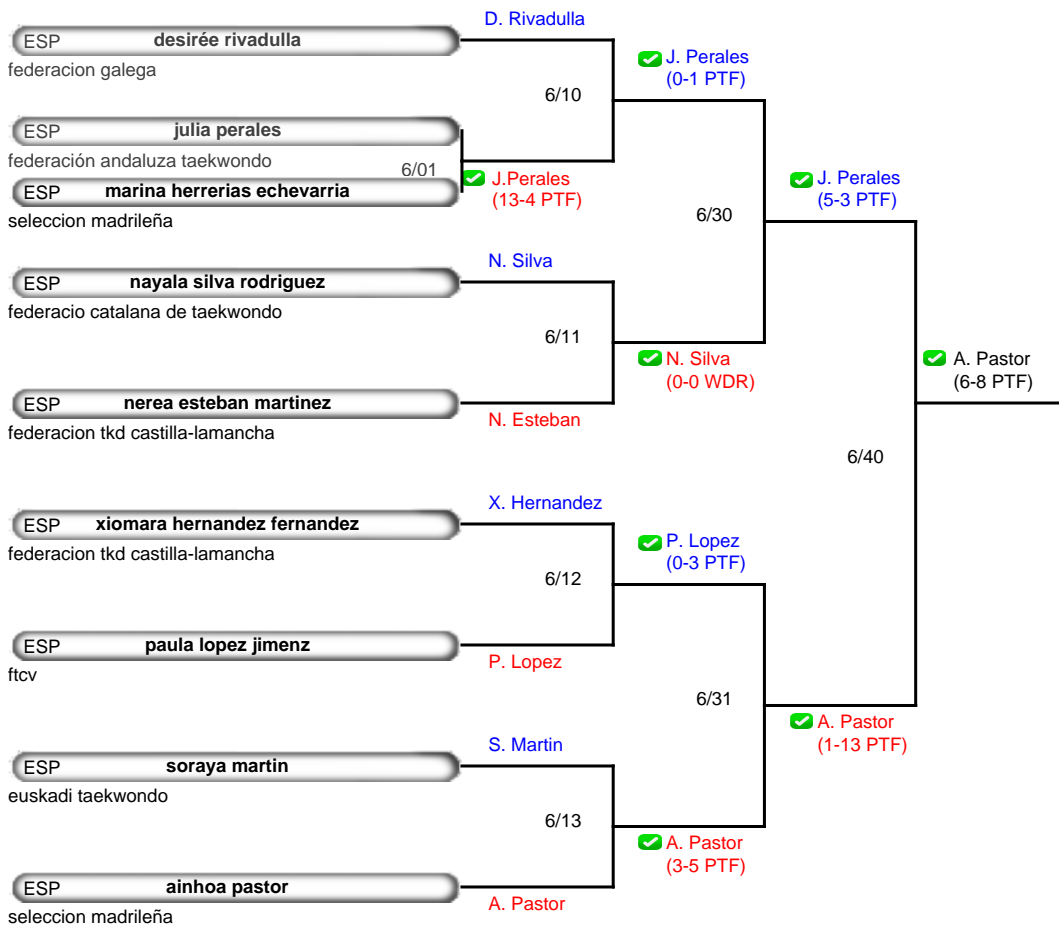 D. Rivadulla
ESP desirée rivadulla
federacion galega
J. Perales
(0-1 PTF)
6/10
ESP julia perales
federación andaluza taekwondo
6/01
J.Perales
(13-4 PTF)
ESP marina herrerias echevarria
seleccion madrileña
J. Perales
(5-3 PTF)
6/30
N. Silva
ESP nayala silva rodriguez
federacio catalana de taekwondo
6/11
N. Silva
(0-0 WDR)
ESP nerea esteban martinez
federacion tkd castilla-lamancha
N. Esteban
A. Pastor
(6-8 PTF)
6/40
X. Hernandez
ESP xiomara hernandez fernandez
federacion tkd castilla-lamancha
P. Lopez
(0-3 PTF)
6/12
ESP paula lopez jimenz
ftcv
P. Lopez
6/31
A. Pastor
(1-13 PTF)
S. Martin
ESP soraya martin
euskadi taekwondo
6/13
A. Pastor
(3-5 PTF)
ESP ainhoa pastor
seleccion madrileña
A. Pastor